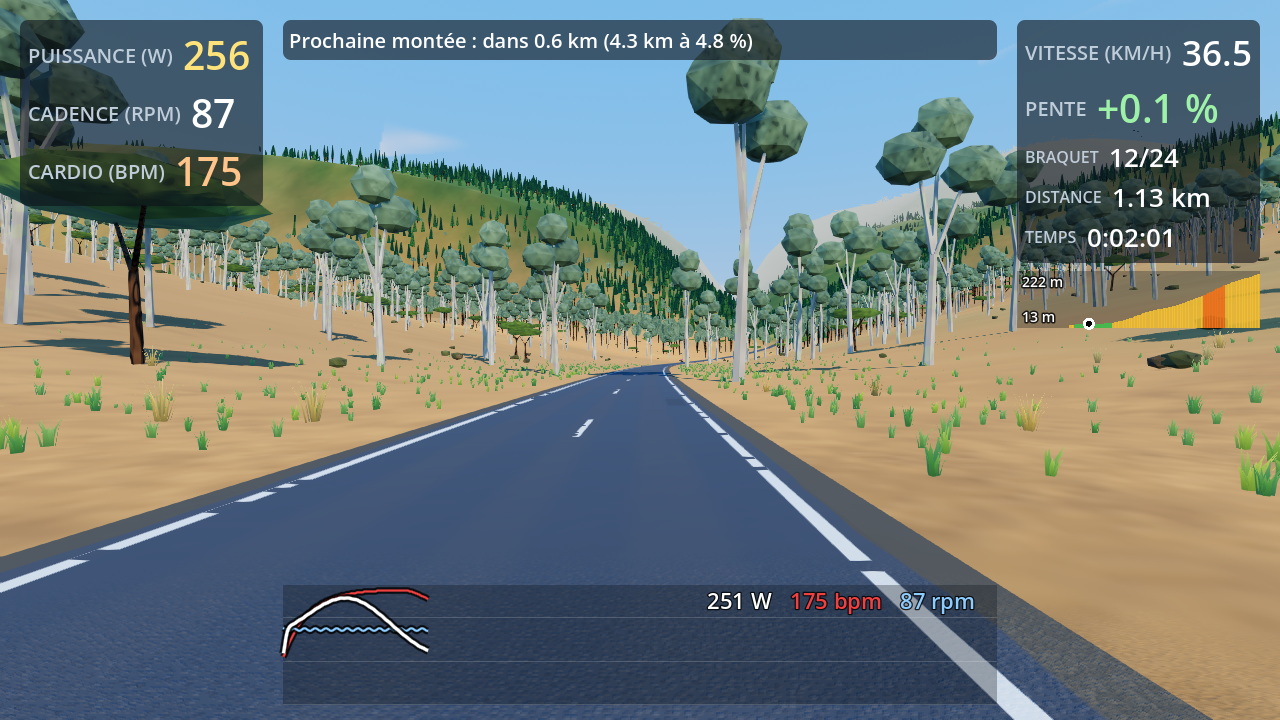 PUISSANCE (W) 256
CADENCE (RPM) 87
CARDIO (BPM) 175
Prochaine montée : dans 0.6 km (4.3 km à 4.8 %)
VITESSE (KM/H) 36.5
PENTE +0.1 %
BRAQUET 12/24
DISTANCE 1.13 km
TEMPS 0:02:01
222 m
13 m
251 W 175 bpm 87 rpm